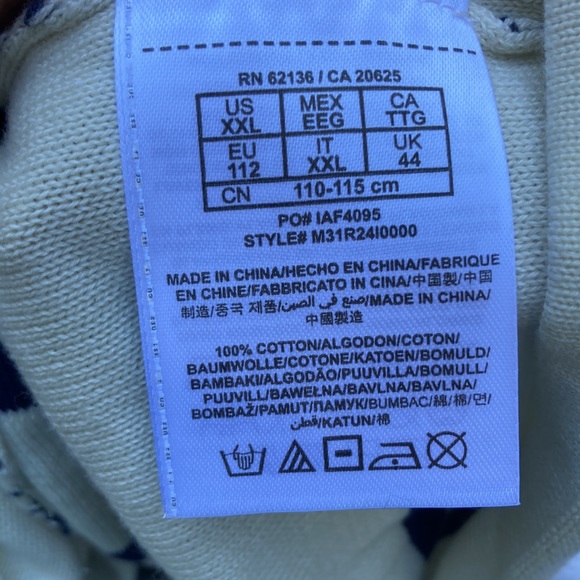 RN 62136 / CA 20625
US XXL MEX EEG CA TTG
EU 112 IT XXL UK 44
CN 110-115 cm
PO# IAF4095
STYLE# M31R24I0000
MADE IN CHINA/HECHO EN CHINA/FABRIQUE
EN CHINE/FABBRICATO IN CINA/中國製/中国
制造/중국 제품/صنع في الصين/MADE IN CHINA/
中國製造
100% COTTON/ALGODON/COTON/
BAUMWOLLE/COTONE/KATOEN/BOMULD/
BAMBAKI/ALGODÃO/PUUVILLA/BOMULL/
PUUVILL/BAWEŁNA/BAVLNA/BAVLNA/
BOMBAŽ/PAMUT/ПАМУК/BUMBAC/綿/棉/면/
قطن/KATUN/棉